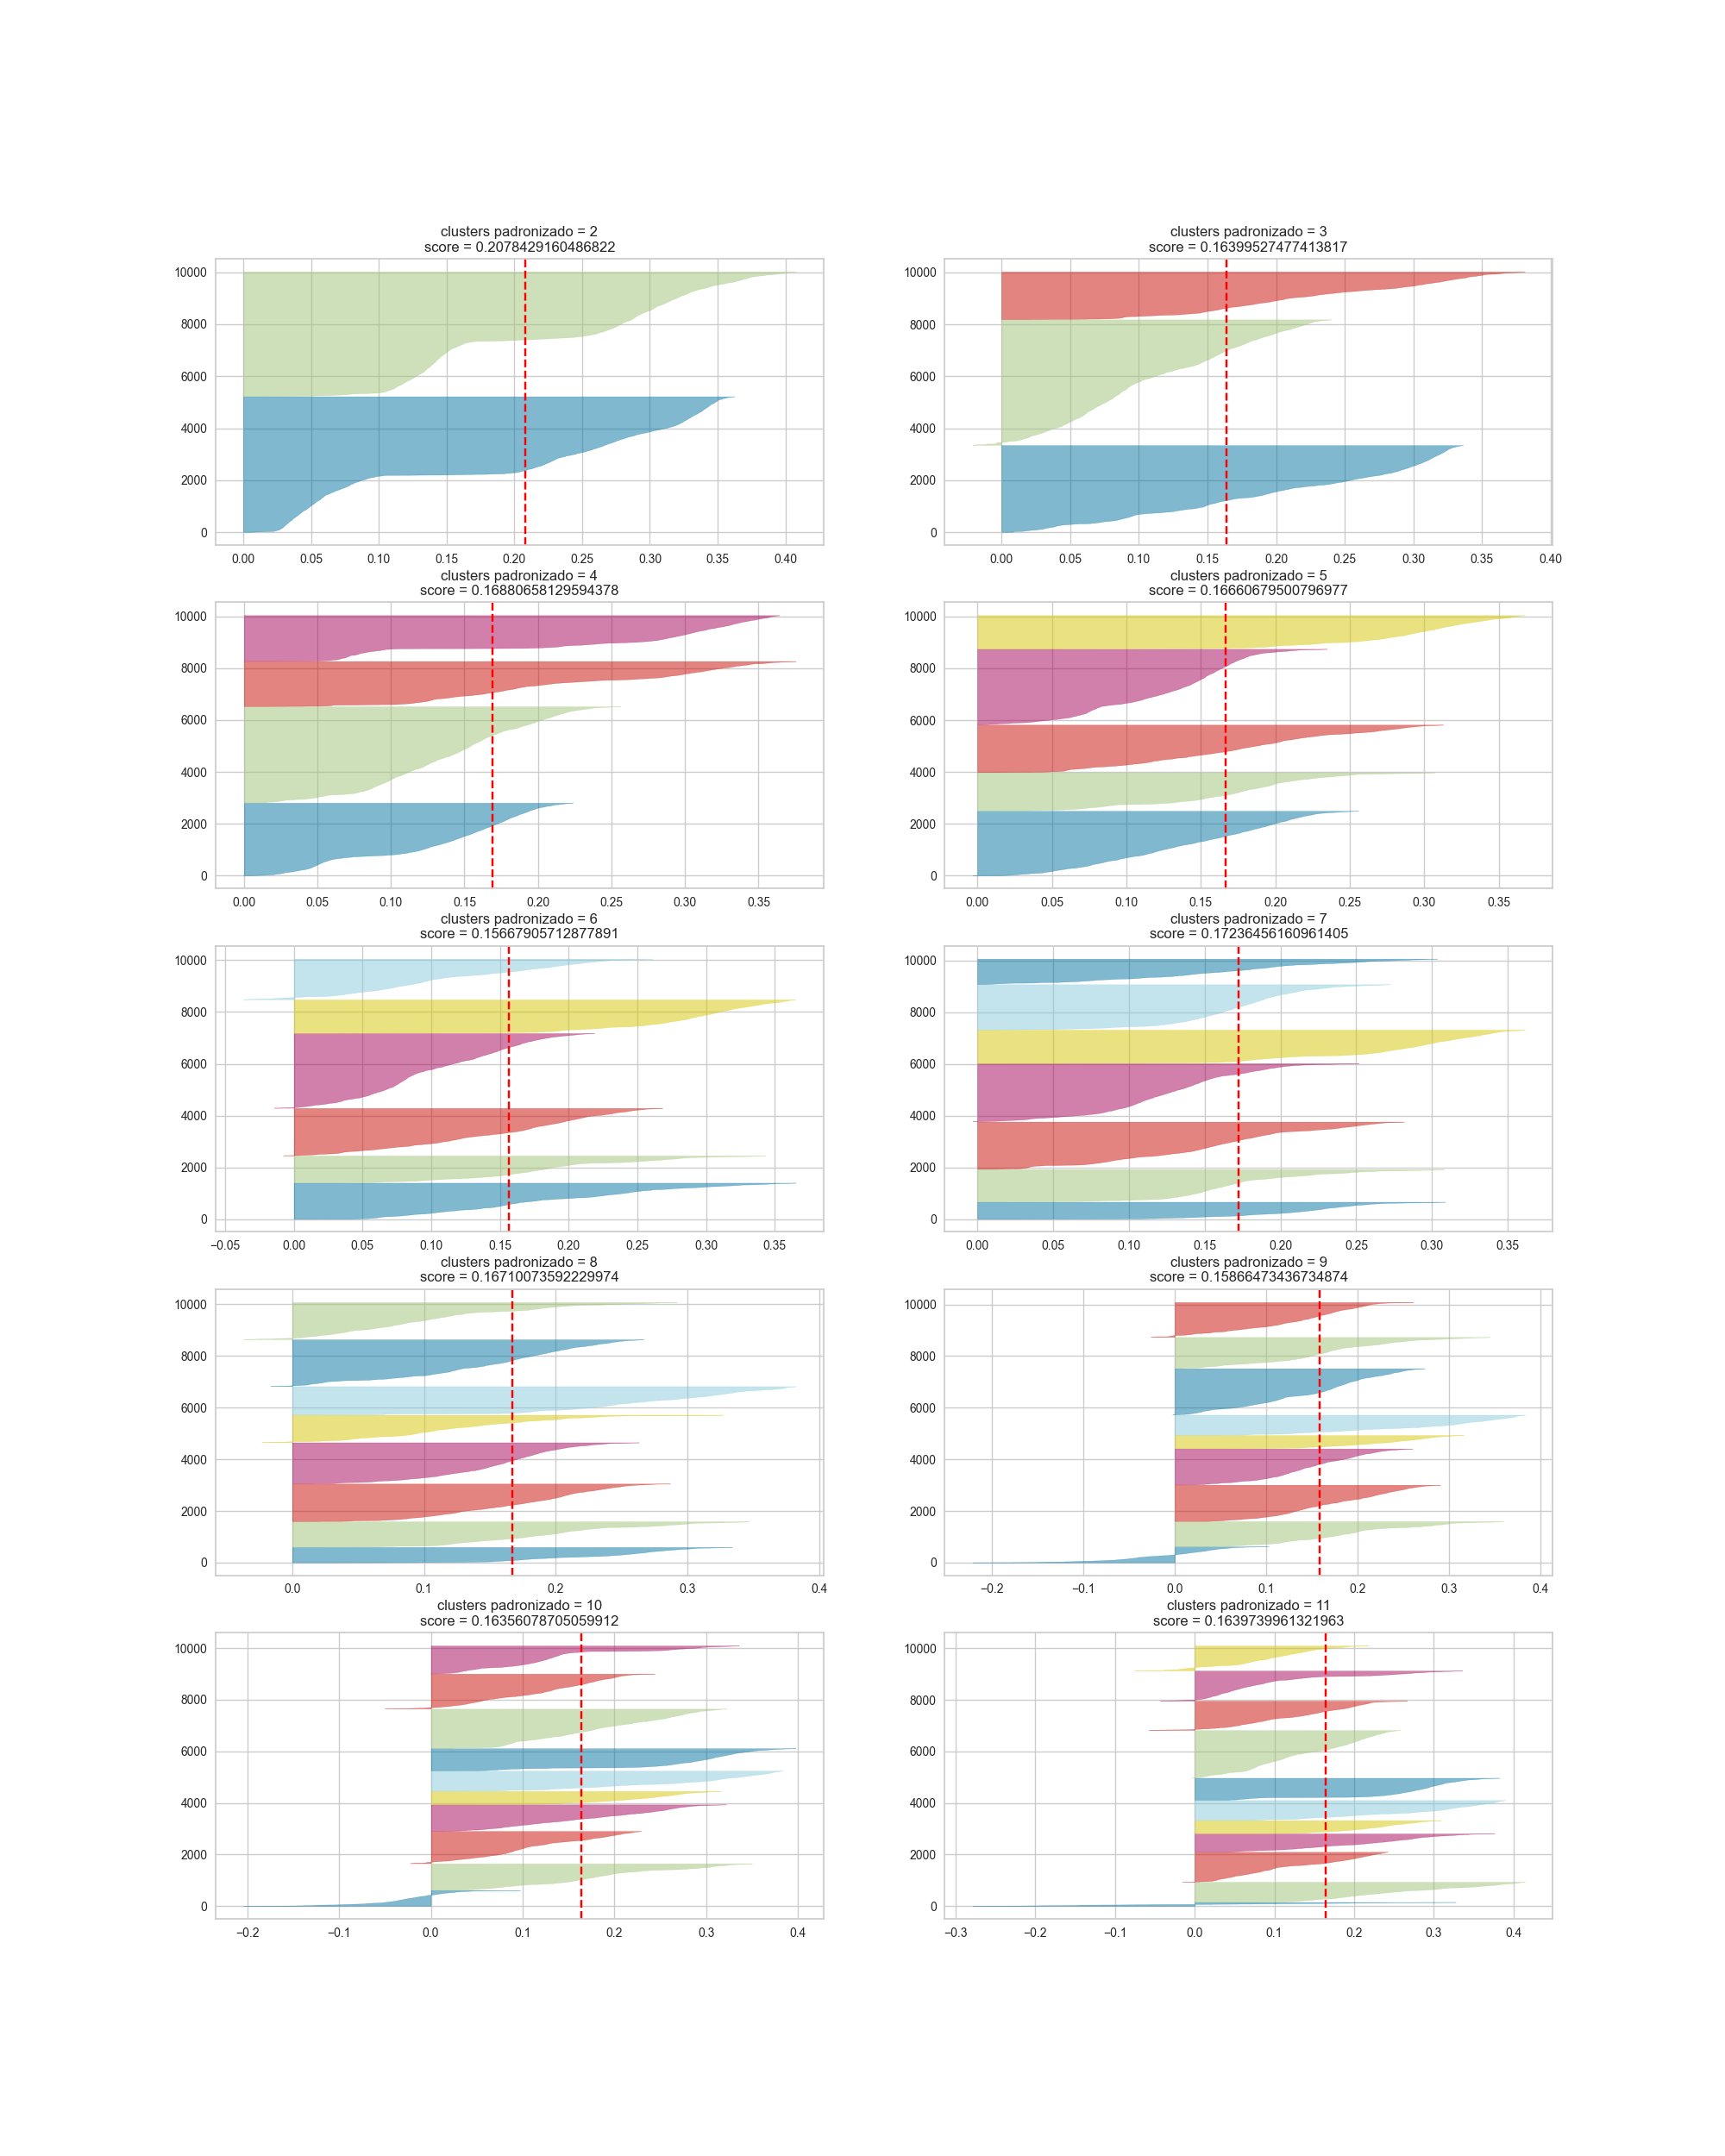 clusters padronizado = 2
score = 0.2078429160486822
10000
8000
6000
4000
2000
0
0.00 0.05 0.10 0.15 0.20 0.25 0.30 0.35 0.40
clusters padronizado = 3
score = 0.16399527477413817
10000
8000
6000
4000
2000
0
0.00 0.05 0.10 0.15 0.20 0.25 0.30 0.35 0.40
clusters padronizado = 4
score = 0.16880658129594378
10000
8000
6000
4000
2000
0
0.00 0.05 0.10 0.15 0.20 0.25 0.30 0.35
clusters padronizado = 5
score = 0.16660679500796977
10000
8000
6000
4000
2000
0
0.00 0.05 0.10 0.15 0.20 0.25 0.30 0.35
clusters padronizado = 6
score = 0.15667905712877891
10000
8000
6000
4000
2000
0
−0.05 0.00 0.05 0.10 0.15 0.20 0.25 0.30 0.35
clusters padronizado = 7
score = 0.17236456160961405
10000
8000
6000
4000
2000
0
0.00 0.05 0.10 0.15 0.20 0.25 0.30 0.35
clusters padronizado = 8
score = 0.16710073592229974
10000
8000
6000
4000
2000
0
0.0 0.1 0.2 0.3 0.4
clusters padronizado = 9
score = 0.15866473436734874
10000
8000
6000
4000
2000
0
−0.2 −0.1 0.0 0.1 0.2 0.3 0.4
clusters padronizado = 10
score = 0.16356078705059912
10000
8000
6000
4000
2000
0
−0.2 −0.1 0.0 0.1 0.2 0.3 0.4
clusters padronizado = 11
score = 0.1639739961321963
10000
8000
6000
4000
2000
0
−0.3 −0.2 −0.1 0.0 0.1 0.2 0.3 0.4